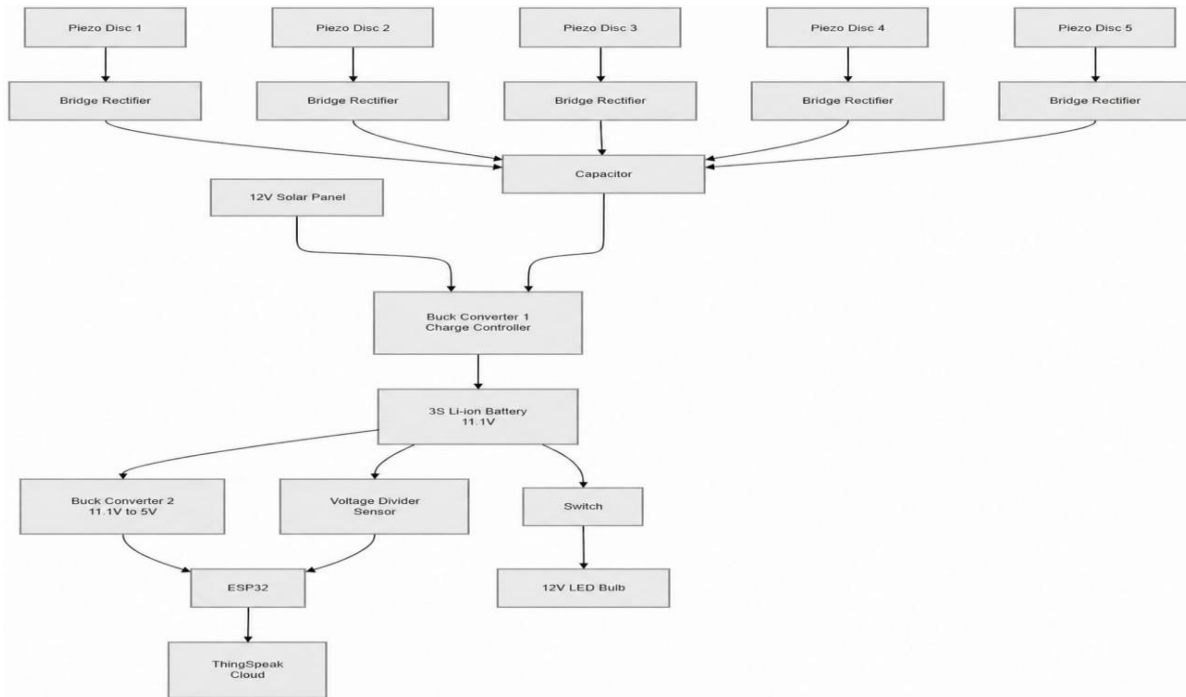 Piezo Disc 1
Piezo Disc 2
Piezo Disc 3
Piezo Disc 4
Piezo Disc 5
Bridge Rectifier
Bridge Rectifier
Bridge Rectifier
Bridge Rectifier
Bridge Rectifier
Capacitor
12V Solar Panel
Buck Converter 1
Charge Controller
3S Li-ion Battery
11.1V
Buck Converter 2
11.1V to 5V
Voltage Divider
Sensor
Switch
ESP32
12V LED Bulb
ThingSpeak
Cloud